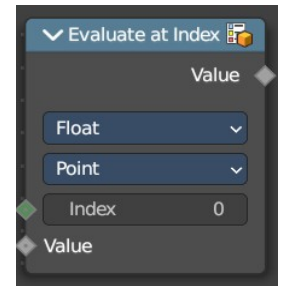 Evaluate at Index
Value
Float
Point
Index 0
Value